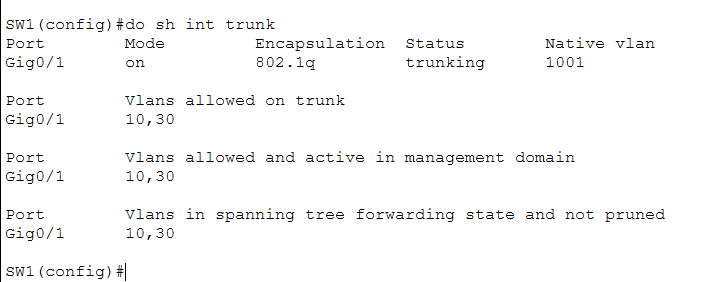 SW1(config)#do sh int trunk
Port        Mode         Encapsulation  Status        Native vlan
Gig0/1      on           802.1q         trunking      1001
Port        Vlans allowed on trunk
Gig0/1      10,30
Port        Vlans allowed and active in management domain
Gig0/1      10,30
Port        Vlans in spanning tree forwarding state and not pruned
Gig0/1      10,30
SW1(config)#